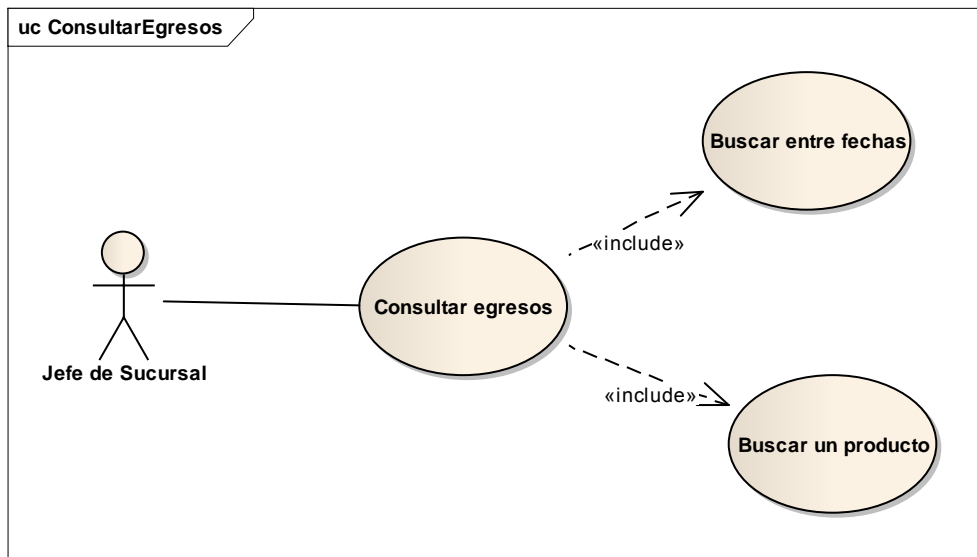 uc ConsultarEgresos
Buscar entre fechas
«include»
Consultar egresos
Jefe de Sucursal
«include»
Buscar un producto